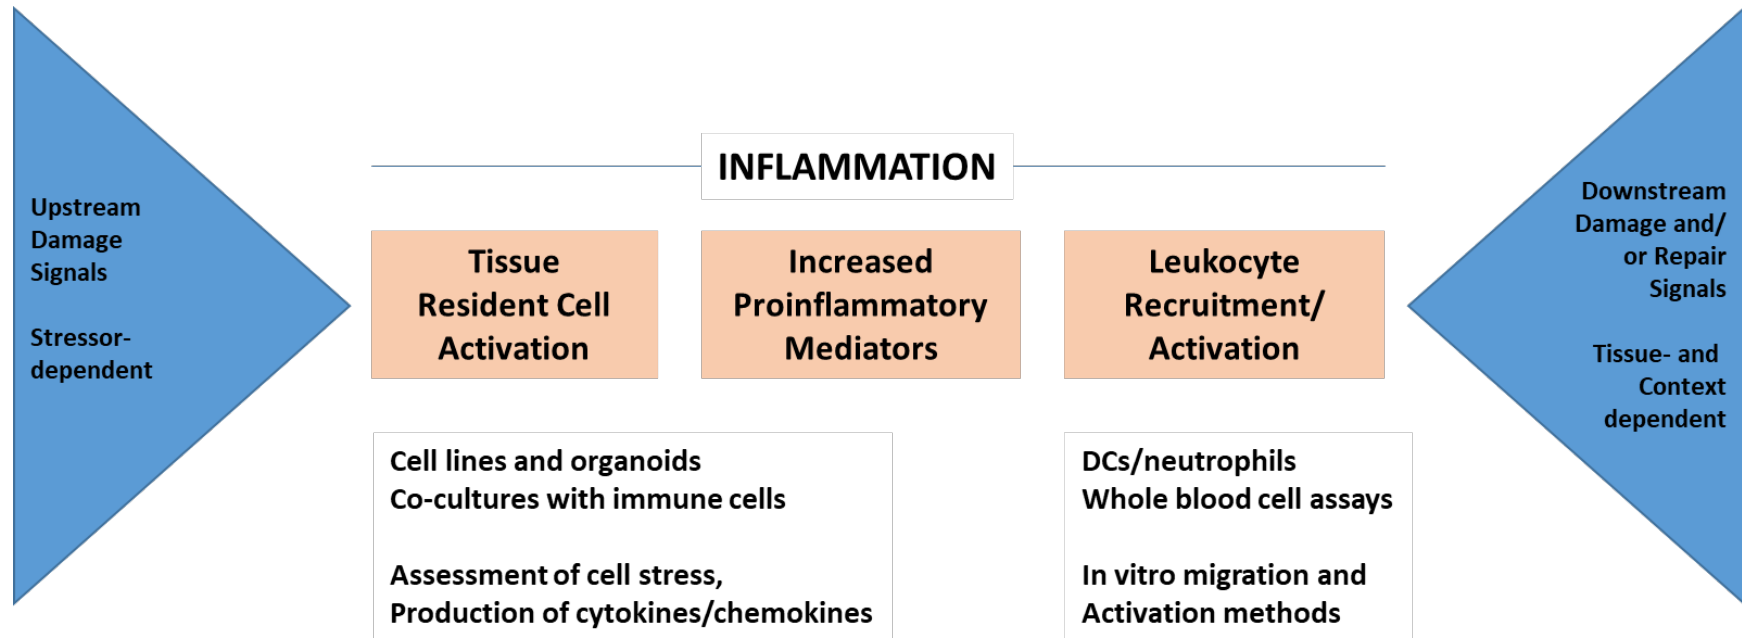 Upstream
Damage
Signals
Stressor-
dependent
INFLAMMATION
Tissue
Resident Cell
Activation
Increased
Proinflammatory
Mediators
Leukocyte
Recruitment/
Activation
Cell lines and organoids
Co-cultures with immune cells
Assessment of cell stress,
Production of cytokines/chemokines
DCs/neutrophils
Whole blood cell assays
In vitro migration and
Activation methods
Downstream
Damage and/
or Repair
Signals
Tissue- and
Context
dependent